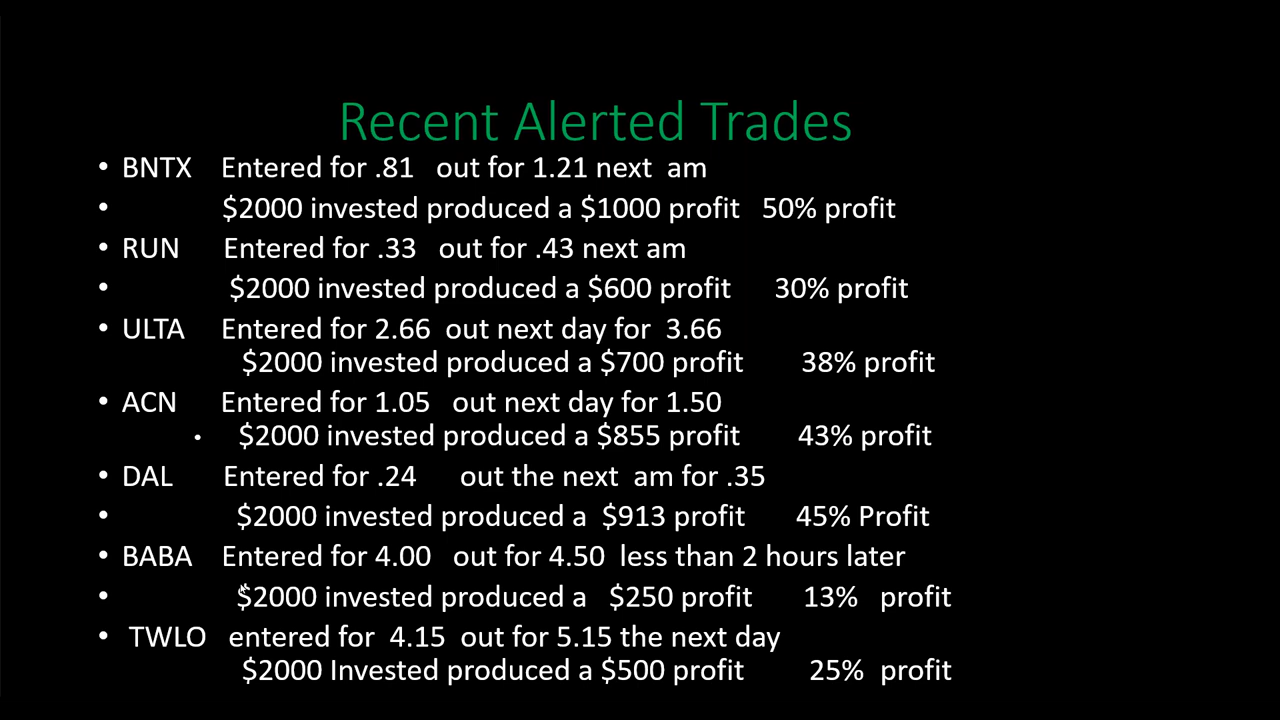 Recent Alerted Trades
• BNTX Entered for .81 out for 1.21 next am
• $2000 invested produced a $1000 profit 50% profit
• RUN Entered for .33 out for .43 next am
• $2000 invested produced a $600 profit 30% profit
• ULTA Entered for 2.66 out next day for 3.66
$2000 invested produced a $700 profit 38% profit
• ACN Entered for 1.05 out next day for 1.50
• $2000 invested produced a $855 profit 43% profit
• DAL Entered for .24 out the next am for .35
• $2000 invested produced a $913 profit 45% Profit
• BABA Entered for 4.00 out for 4.50 less than 2 hours later
• $2000 invested produced a $250 profit 13% profit
• TWLO entered for 4.15 out for 5.15 the next day
$2000 Invested produced a $500 profit 25% profit